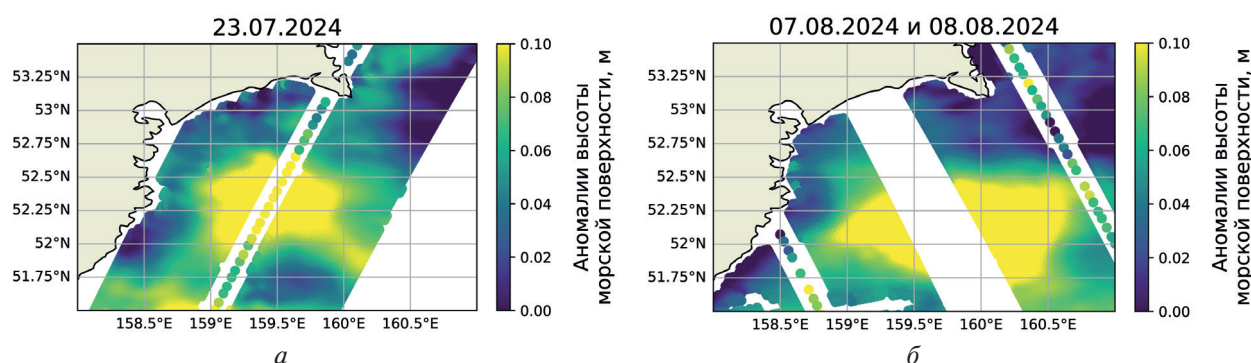 23.07.2024
53.25°N
53°N
52.75°N
52.5°N
52.25°N
52°N
51.75°N
158.5°E 159°E 159.5°E 160°E 160.5°E
0.10
0.08
0.06
0.04
0.02
0.00
Аномалии высоты
морской поверхности, м
а
07.08.2024 и 08.08.2024
53.25°N
53°N
52.75°N
52.5°N
52.25°N
52°N
51.75°N
158.5°E 159°E 159.5°E 160°E 160.5°E
0.10
0.08
0.06
0.04
0.02
0.00
Аномалии высоты
морской поверхности, м
б